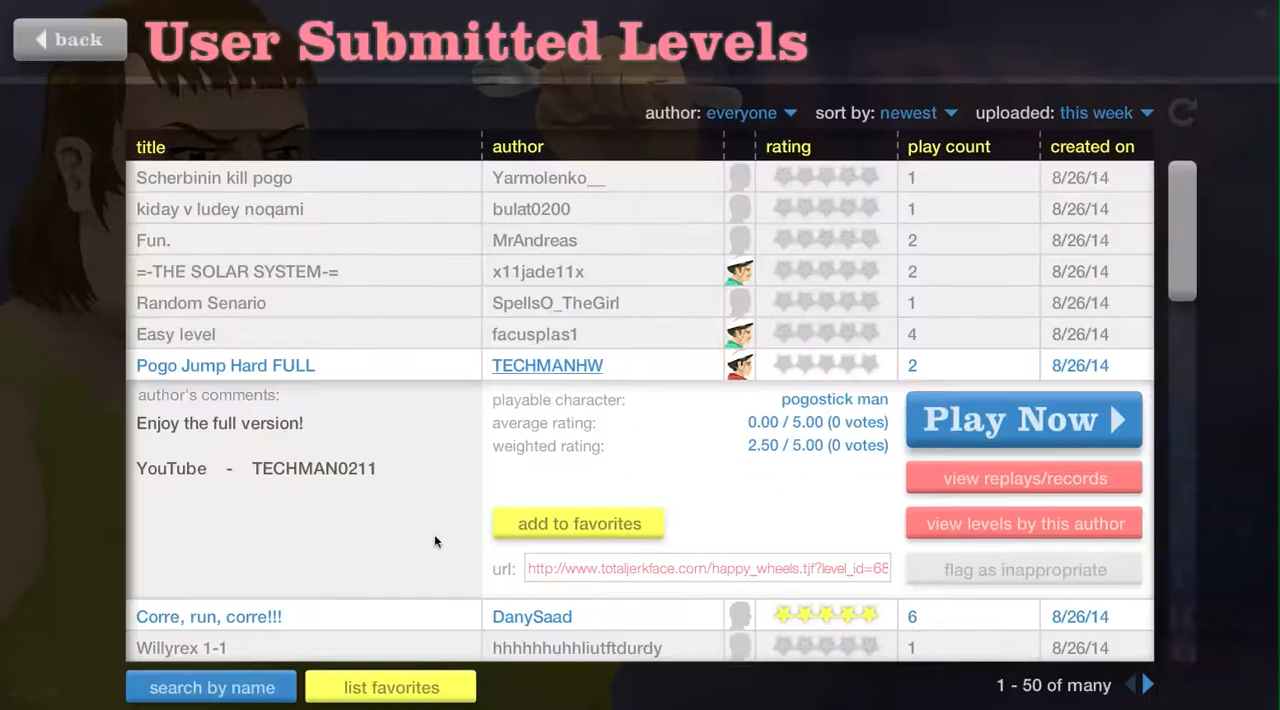 back
User Submitted Levels
author: everyone sort by: newest uploaded: this week
title author rating play count created on
Scherbinin kill pogo Yarmolenko__ 1 8/26/14
kiday v ludey noqami bulat0200 1 8/26/14
Fun. MrAndreas 2 8/26/14
=-THE SOLAR SYSTEM-= x11jade11x 2 8/26/14
Random Senario SpellsO_TheGirl 1 8/26/14
Easy level facusplas1 4 8/26/14
Pogo Jump Hard FULL TECHMANHW 2 8/26/14
author's comments:
Enjoy the full version!
YouTube - TECHMAN0211
playable character: pogostick man
average rating: 0.00 / 5.00 (0 votes)
weighted rating: 2.50 / 5.00 (0 votes)
add to favorites
url: http://www.totaljerkface.com/happy_wheels.tjf?level_id=68
Play Now
view replays/records
view levels by this author
flag as inappropriate
Corre, run, corre!!! DanySaad 6 8/26/14
Willyrex 1-1 hhhhhuhhliutftdurdy 1 8/26/14
search by name list favorites 1 - 50 of many